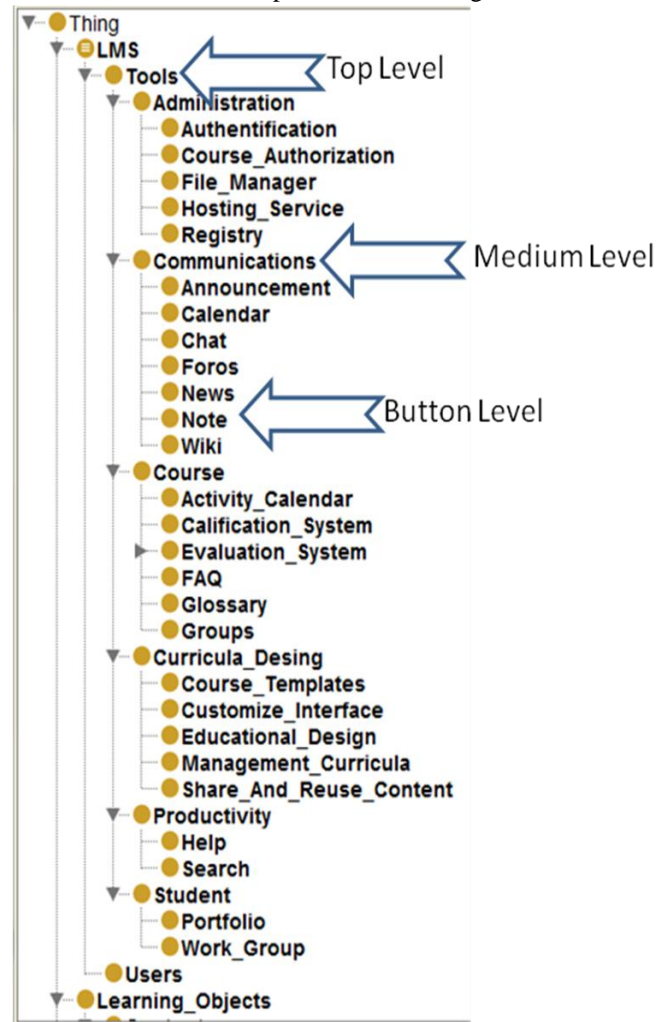 Thing
LMS
Tools Top Level
Administration
Authentification
Course_Authorization
File_Manager
Hosting_Service
Registry
Communications Medium Level
Announcement
Calendar
Chat
Foros
News
Note Button Level
Wiki
Course
Activity_Calendar
Calification_System
Evaluation_System
FAQ
Glossary
Groups
Curricula_Desing
Course_Templates
Customize_Interface
Educational_Design
Management_Curricula
Share_And_Reuse_Content
Productivity
Help
Search
Student
Portfolio
Work_Group
Users
Learning_Objects